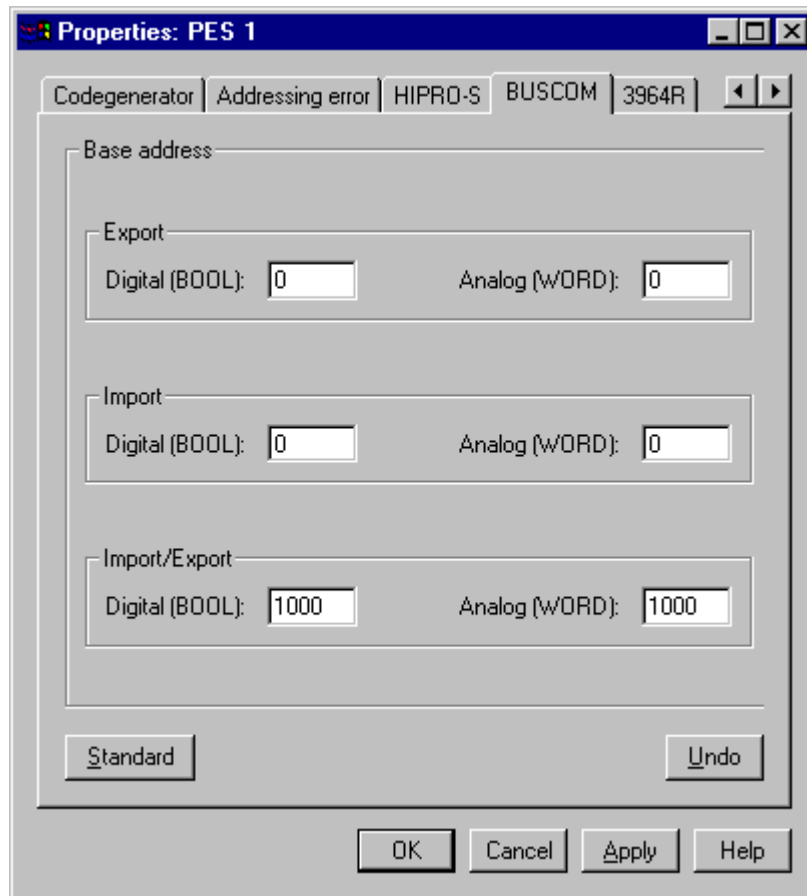 Properties: PES 1
Codegenerator Addressing error HIPRO-S BUSCOM 3964R
Base address
Export
Digital (BOOL): 0 Analog (WORD): 0
Import
Digital (BOOL): 0 Analog (WORD): 0
Import/Export
Digital (BOOL): 1000 Analog (WORD): 1000
Standard Undo
OK Cancel Apply Help